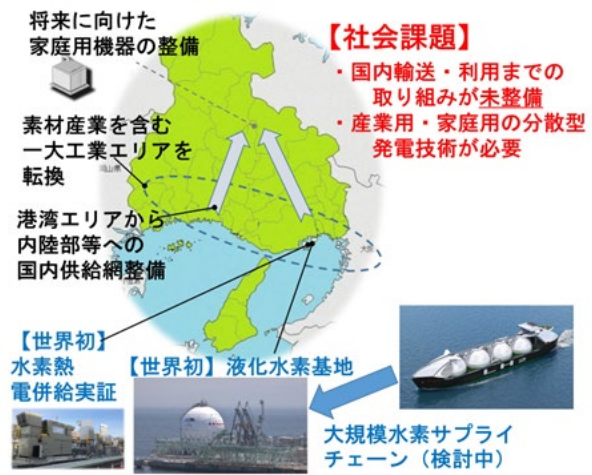 将来に向けた
家庭用機器の整備
【社会課題】
・国内輸送・利用までの
取り組みが未整備
・産業用・家庭用の分散型
発電技術が必要
素材産業を含む
一大工業エリアを
転換
港湾エリアから
内陸部等への
国内供給網整備
【世界初】
水素熱
電併給実証
【世界初】液化水素基地
大規模水素サプライ
チェーン（検討中）